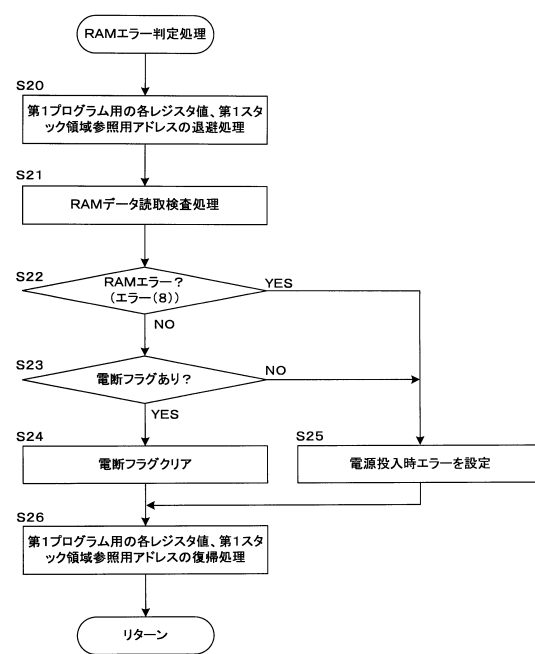 RAMエラー判定処理
S20
第1プログラム用の各レジスタ値、第1スタ
ック領域参照用アドレスの退避処理
S21
RAMデータ読取検査処理
S22
RAMエラー?
(エラー(8))
YES
NO
S23
電断フラグあり?
NO
YES
S24
電断フラグクリア
S25
電源投入時エラーを設定
S26
第1プログラム用の各レジスタ値、第1スタ
ック領域参照用アドレスの復帰処理
リターン